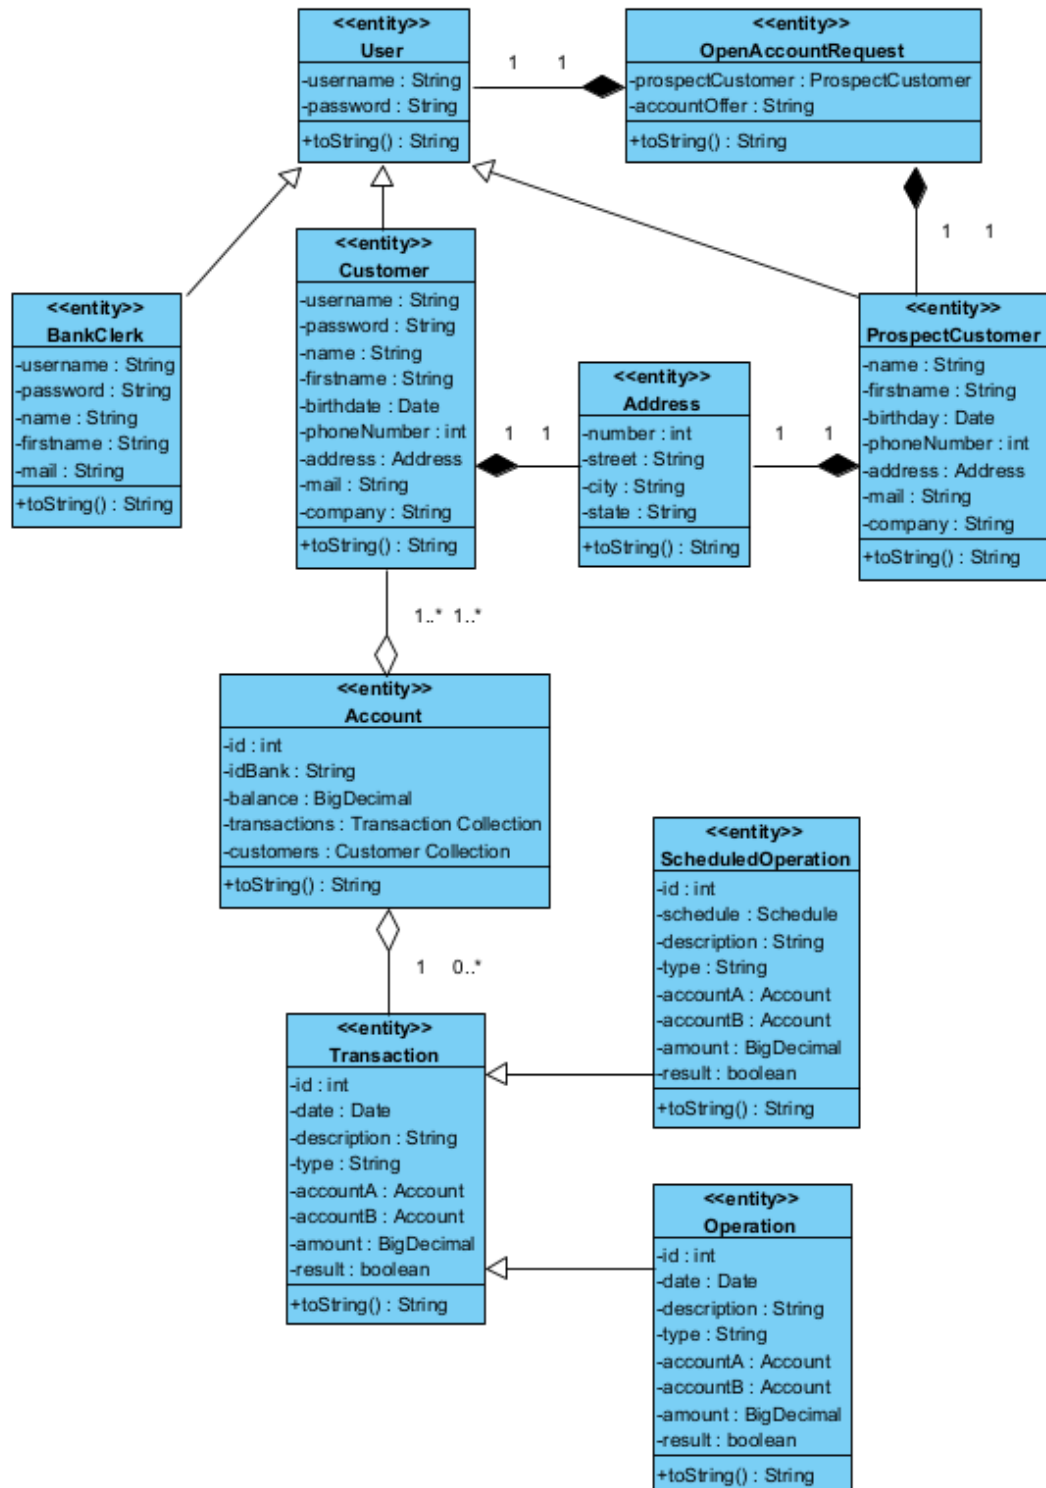 <<entity>>
User
-username : String
-password : String
+toString() : String
1 1
<<entity>>
OpenAccountRequest
-prospectCustomer : ProspectCustomer
-accountOffer : String
+toString() : String
1 1
<<entity>>
Customer
-username : String
-password : String
-name : String
-firstname : String
-birthdate : Date
-phoneNumber : int
-address : Address
-mail : String
-company : String
+toString() : String
<<entity>>
BankClerk
-username : String
-password : String
-name : String
-firstname : String
-mail : String
+toString() : String
1 1
<<entity>>
Address
-number : int
-street : String
-city : String
-state : String
+toString() : String
1 1
<<entity>>
ProspectCustomer
-name : String
-firstname : String
-birthday : Date
-phoneNumber : int
-address : Address
-mail : String
-company : String
+toString() : String
1..* 1..*
<<entity>>
Account
-id : int
-idBank : String
-balance : BigDecimal
-transactions : Transaction Collection
-customers : Customer Collection
+toString() : String
1 0..*
<<entity>>
Transaction
-id : int
-date : Date
-description : String
-type : String
-accountA : Account
-accountB : Account
-amount : BigDecimal
-result : boolean
+toString() : String
<<entity>>
ScheduledOperation
-id : int
-schedule : Schedule
-description : String
-type : String
-accountA : Account
-accountB : Account
-amount : BigDecimal
-result : boolean
+toString() : String
<<entity>>
Operation
-id : int
-date : Date
-description : String
-type : String
-accountA : Account
-accountB : Account
-amount : BigDecimal
-result : boolean
+toString() : String